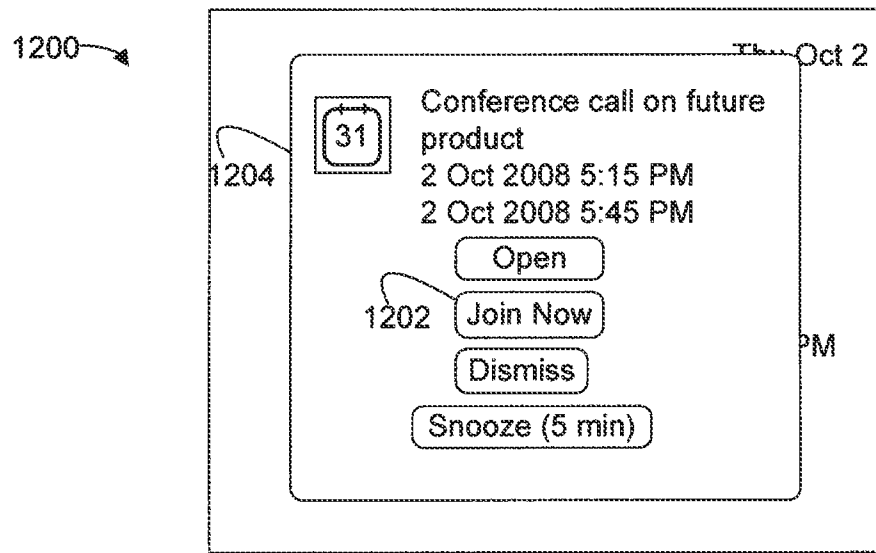 1200
Thu Oct 2
Conference call on future
product
31
2 Oct 2008 5:15 PM
1204
2 Oct 2008 5:45 PM
Open
1202
Join Now
PM
Dismiss
Snooze (5 min)